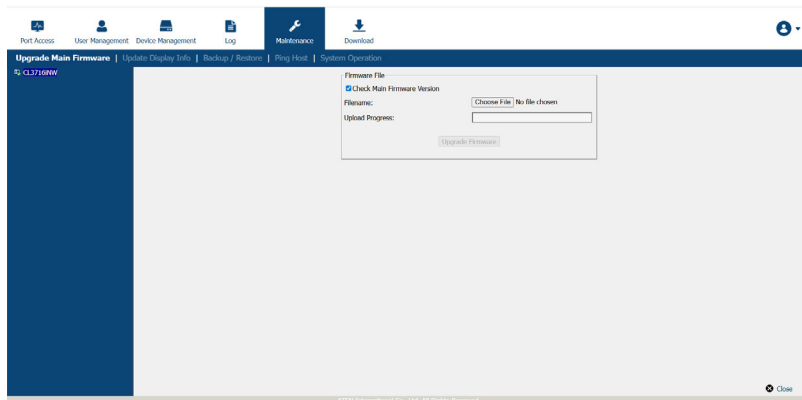 Port Access User Management Device Management Log Maintenance Download
Upgrade Main Firmware | Update Display Info | Backup / Restore | Ping Host | System Operation
CL3716NW
Firmware File
Check Main Firmware Version
Filename: Choose File No file chosen
Upload Progress:
Upgrade Firmware
Close